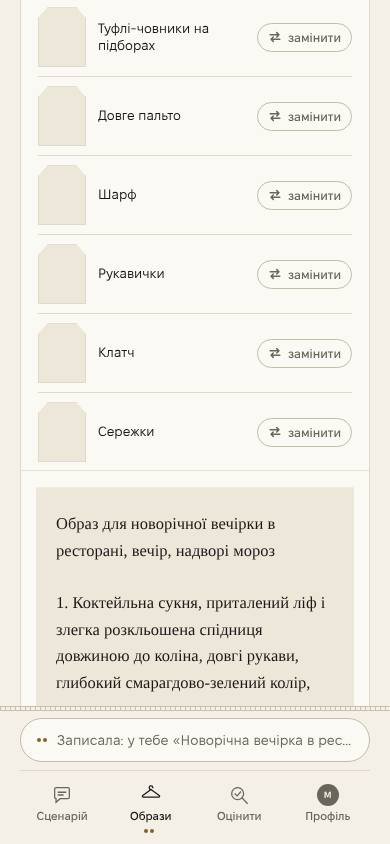 Туфлі-човники на
підборах
замінити
Довге пальто
замінити
Шарф
замінити
Рукавички
замінити
Клатч
замінити
Сережки
замінити
Образ для новорічної вечірки в
ресторані, вечір, надворі мороз
1. Коктейльна сукня, приталений ліф і
злегка розкльошена спідниця
довжиною до коліна, довгі рукави,
глибокий смарагдово-зелений колір,
Записала: у тебе «Новорічна вечірка в рес...
Сценарій
Образи
Оцінити
М
Профіль